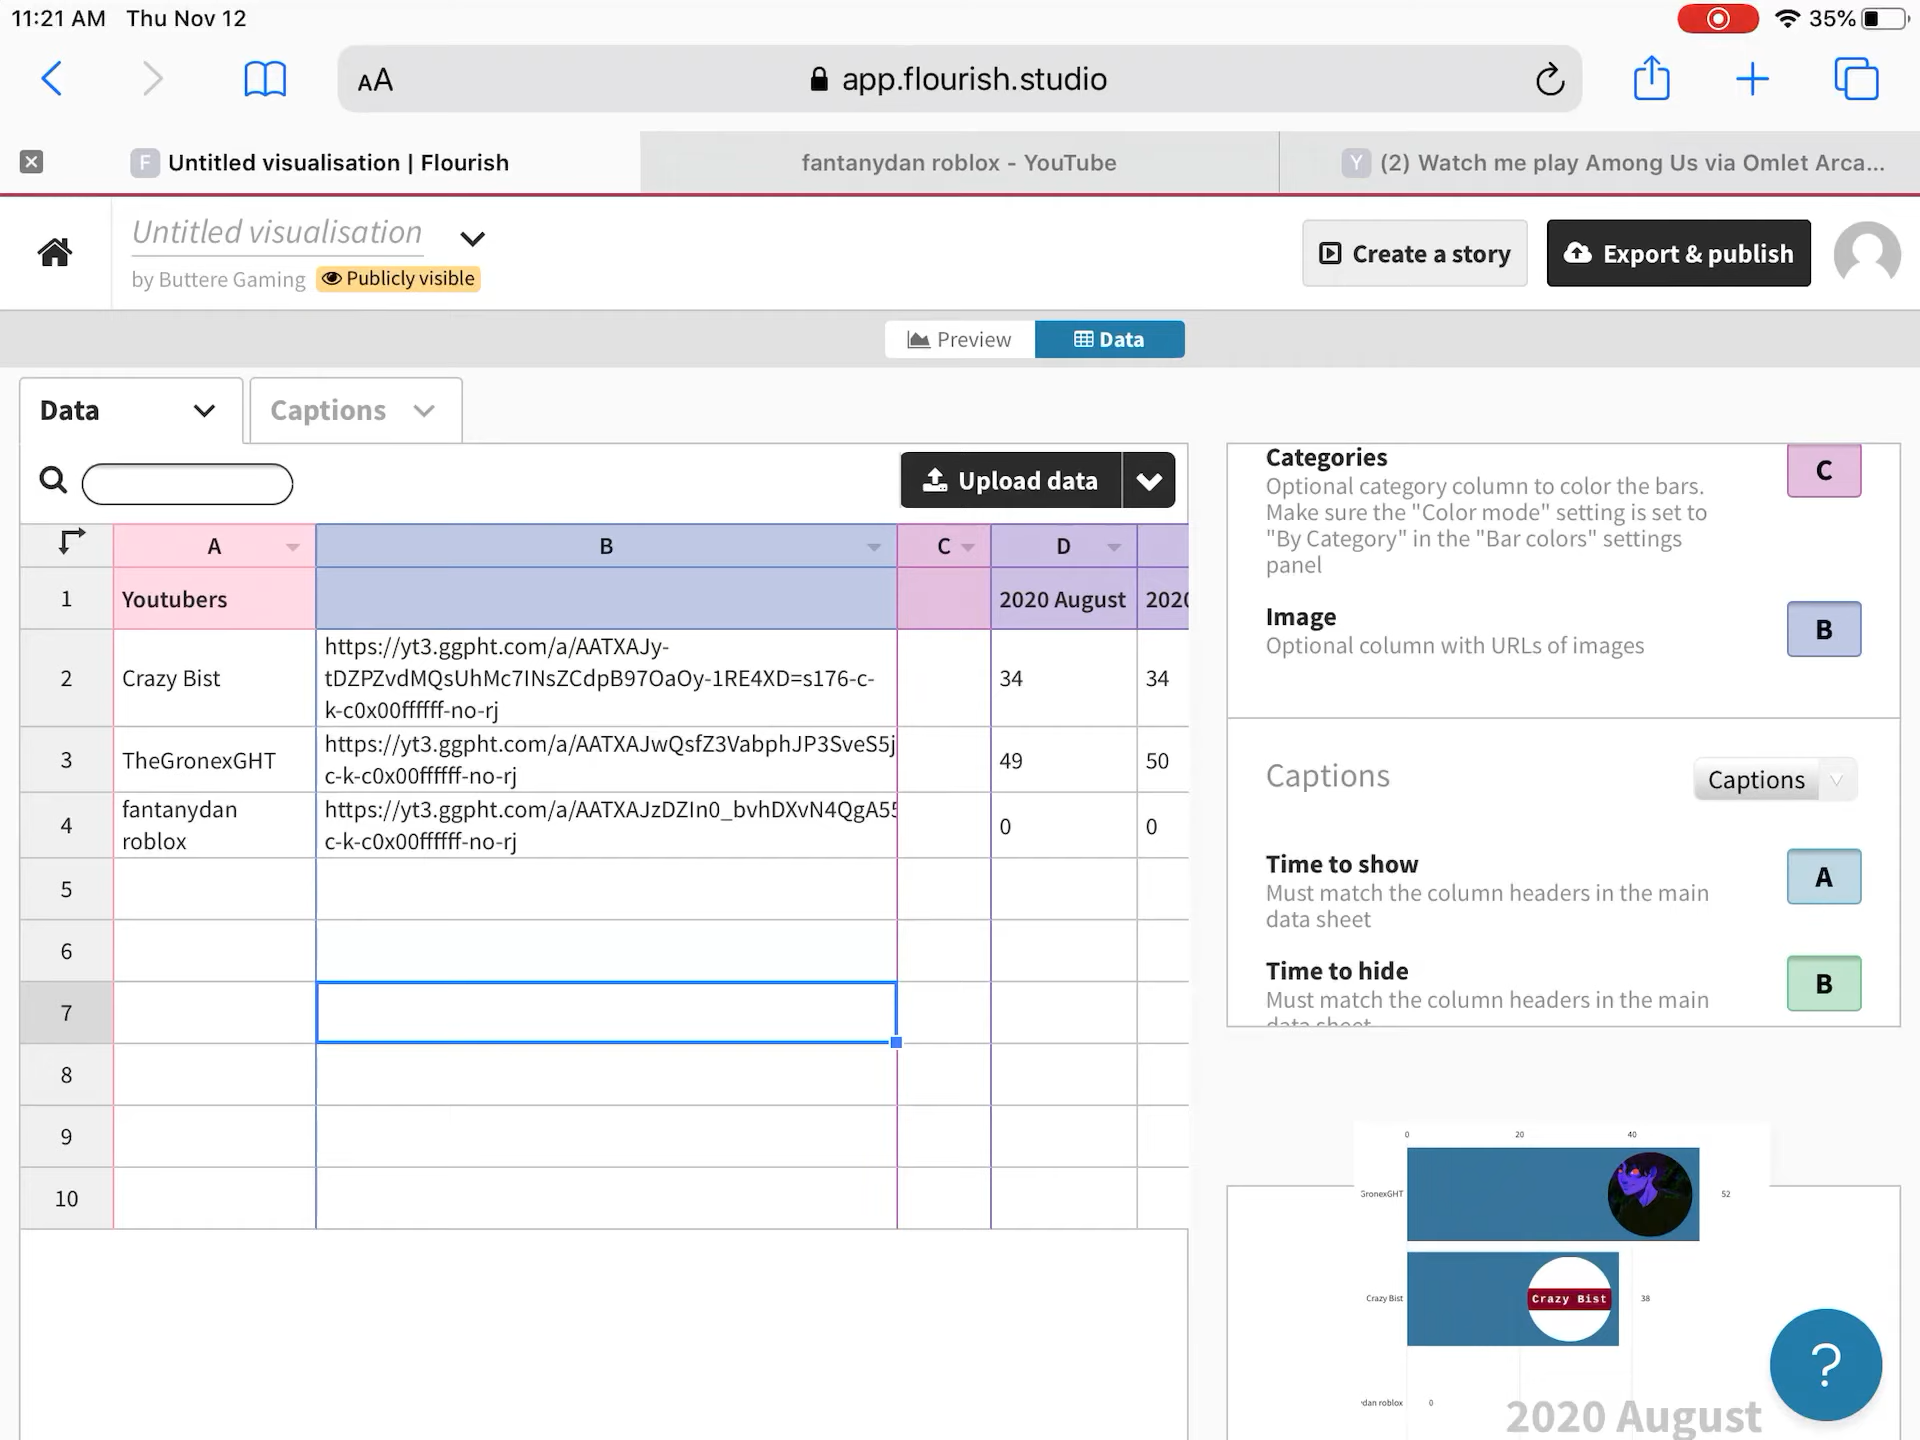 11:21 AM Thu Nov 12
35%
AA
app.flourish.studio
F Untitled visualisation | Flourish
fantanydan roblox - YouTube
Y (2) Watch me play Among Us via Omlet Arca...
Untitled visualisation
by Buttere Gaming
Publicly visible
Create a story
Export & publish
Preview
Data
Data
Captions
Upload data
A B C D
1 Youtubers 2020 August 2020
https://yt3.ggpht.com/a/AATXAJy-
2 Crazy Bist tDZPZvdMQsUhMc7INsZCdpB97OaOy-1RE4XD=s176-c- 34 34
k-c0x00ffffff-no-rj
https://yt3.ggpht.com/a/AATXAJwQsfZ3VabphJP3SveS5j
3 TheGronexGHT 49 50
c-k-c0x00ffffff-no-rj
fantanydan https://yt3.ggpht.com/a/AATXAJzDZIn0_bvhDXvN4QgA55
4 0 0
roblox c-k-c0x00ffffff-no-rj
5
6
7
8
9
10
Categories
C
Optional category column to color the bars.
Make sure the "Color mode" setting is set to
"By Category" in the "Bar colors" settings
panel
Image
B
Optional column with URLs of images
Captions
Captions
Time to show
A
Must match the column headers in the main
data sheet
Time to hide
B
Must match the column headers in the main
data sheet
0 20 40
GronexGHT 52
Crazy Bist Crazy Bist 38
dan roblox 0
2020 August
?